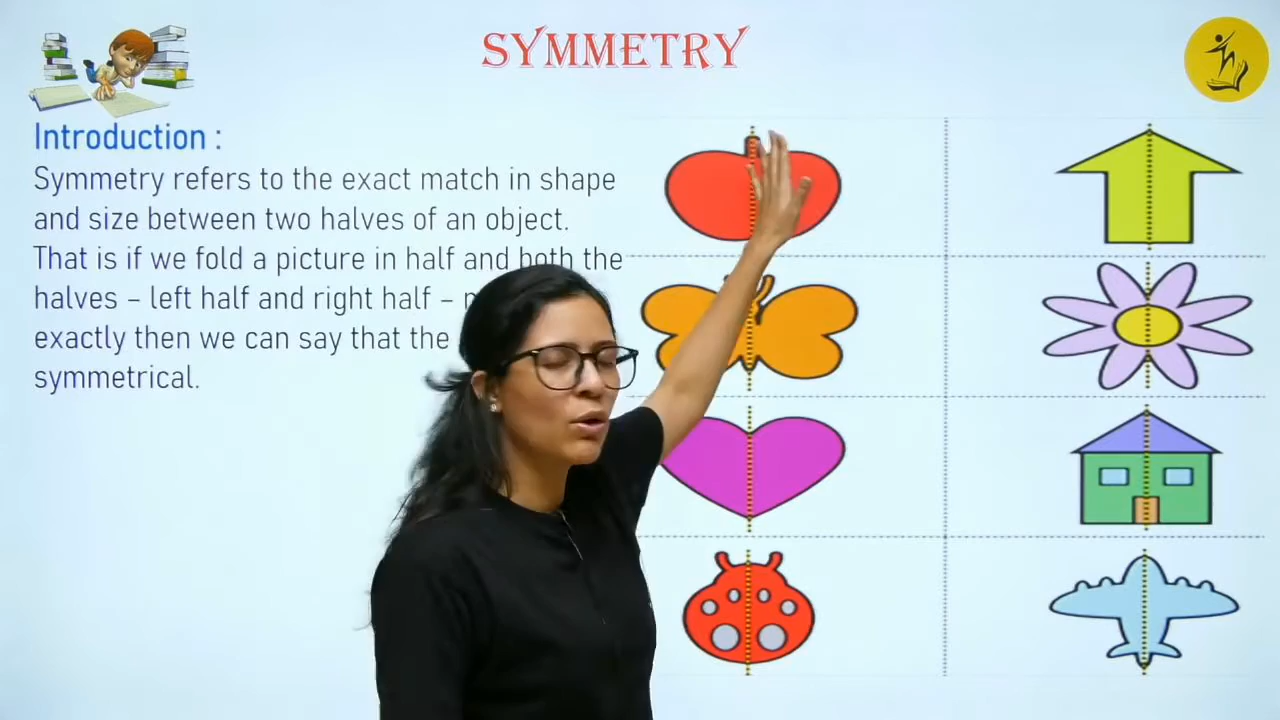 SYMMETRY
Introduction :
Symmetry refers to the exact match in shape
and size between two halves of an object.
That is if we fold a picture in half and both the
halves – left half and right half –
exactly then we can say that the
symmetrical.